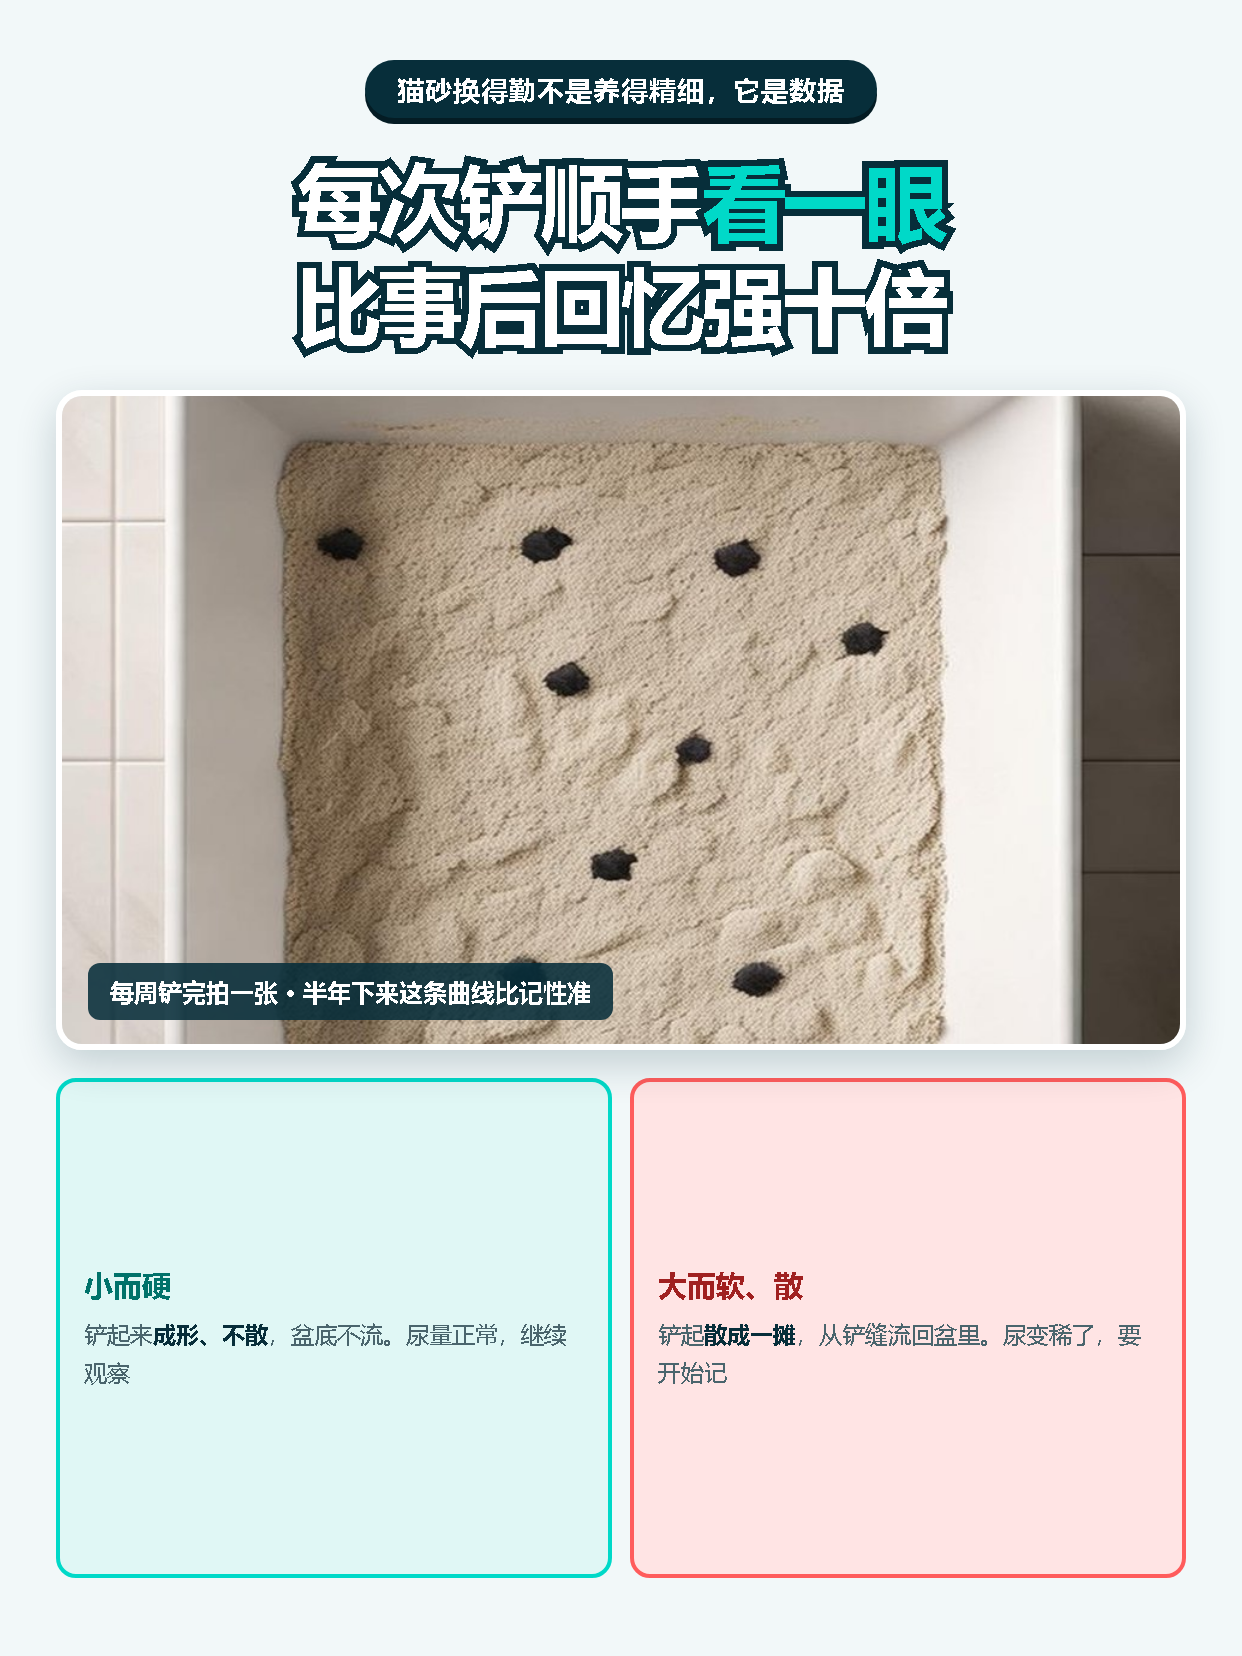 猫砂换得勤不是养得精细，它是数据
每次铲顺手看一眼
比事后回忆强十倍
每周铲完拍一张·半年下来这条曲线比记性准
小而硬
铲起来成形、不散，盆底不流。尿量正常，继续
观察
大而软、散
铲起散成一摊，从铲缝流回盆里。尿变稀了，要
开始记